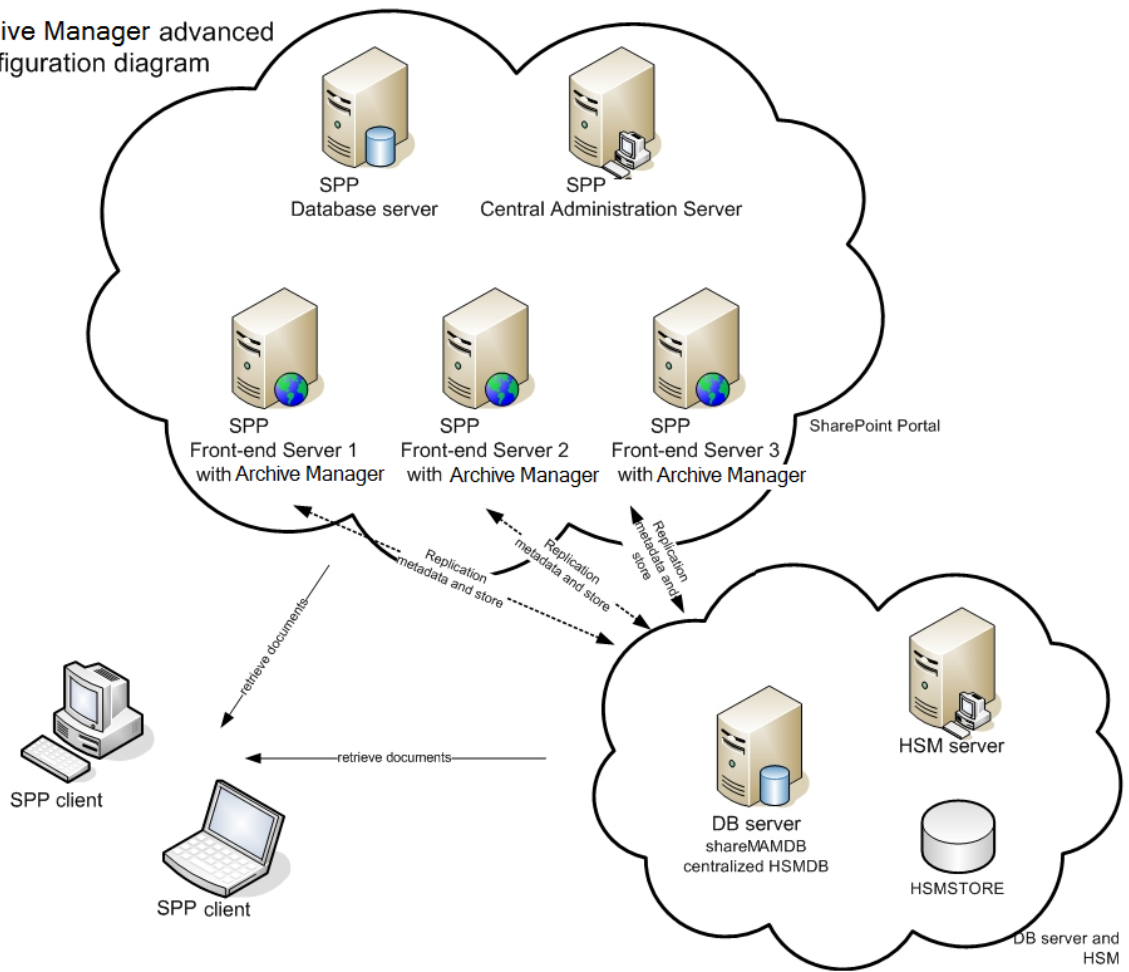 ive Manager advanced
figuration diagram
SPP
Database server
SPP
Central Administration Server
SPP
Front-end Server 1
with Archive Manager
SPP
Front-end Server 2
with Archive Manager
SPP
Front-end Server 3
with Archive Manager
SharePoint Portal
Replication
metadata and store
Replication
metadata and store
Replication
metadata and
store
retrieve documents
retrieve documents
SPP client
SPP client
HSM server
DB server
shareMAMDB
centralized HSMDB
HSMSTORE
DB server and
HSM